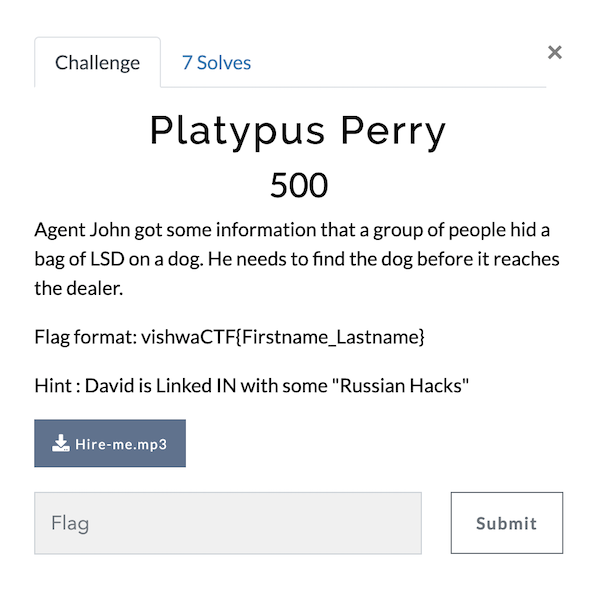 Challenge
7 Solves
×
Platypus Perry
500
Agent John got some information that a group of people hid a
bag of LSD on a dog. He needs to find the dog before it reaches
the dealer.
Flag format: vishwaCTF{Firstname_Lastname}
Hint : David is Linked IN with some "Russian Hacks"
Hire-me.mp3
Flag
Submit